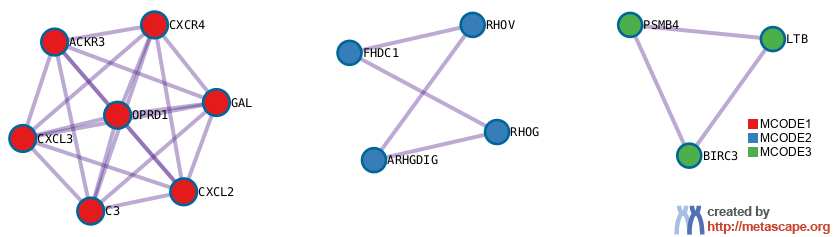 CXCR4
ACKR3
GAL
OPRD1
CXCL3
CXCL2
C3
RHOV
FHDC1
RHOG
ARHGDIG
PSMB4
LTB
BIRC3
MCODE1
MCODE2
MCODE3
created by
http://metascape.org